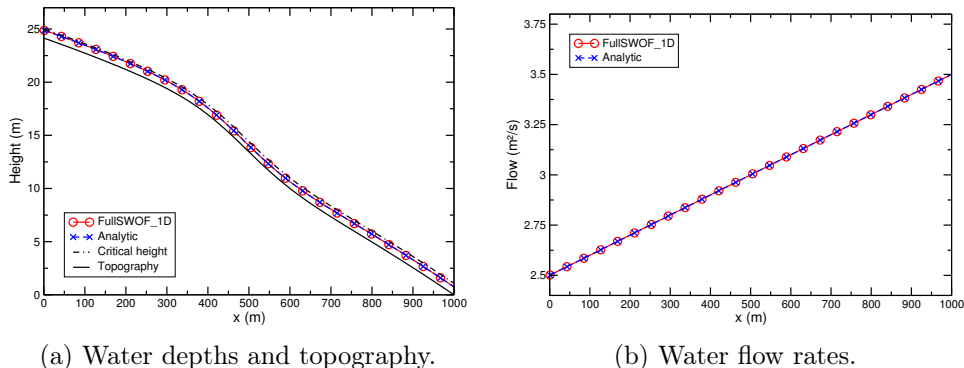 25
20
15
10
5
0
Height (m)
FullSWOF_1D
Analytic
Critical height
Topography
0 100 200 300 400 500 600 700 800 900 1000
x (m)
(a) Water depths and topography.
3.75
3.5
3.25
3
2.75
2.5
Flow (m²/s)
FullSWOF_1D
Analytic
0 100 200 300 400 500 600 700 800 900 1000
x (m)
(b) Water flow rates.